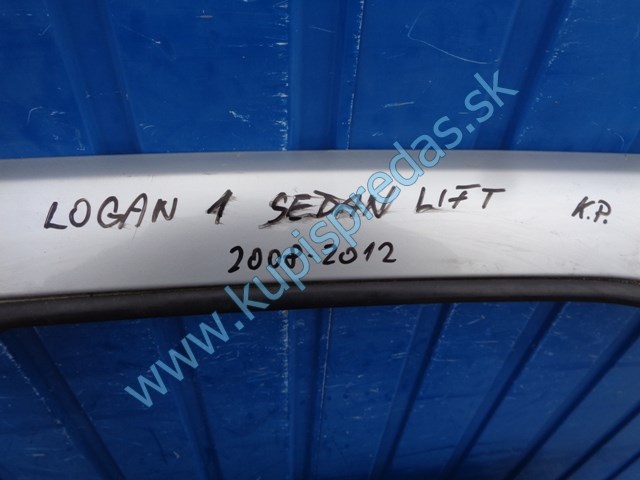 LOGAN 1 SEDAN LIFT K.P.
2008-2012
www.kupispredas.sk